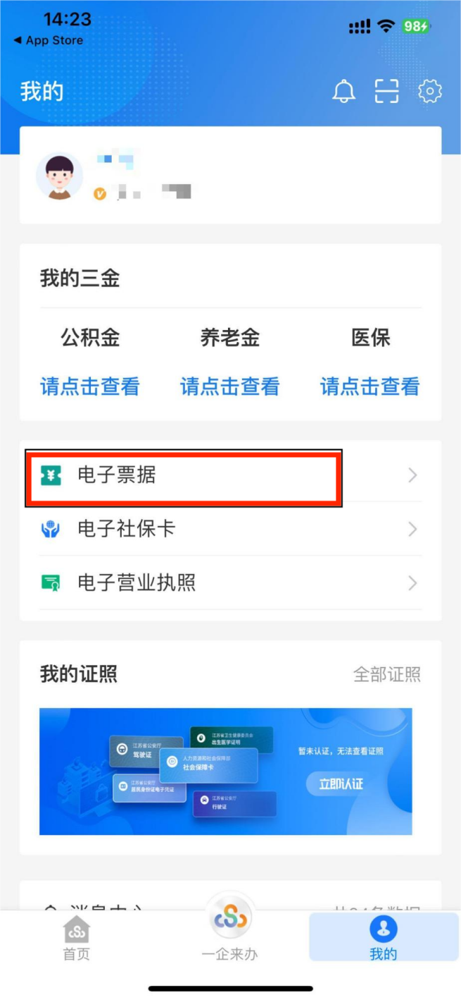 14:23
98
◀ App Store
我的
我的三金
公积金 养老金 医保
请点击查看 请点击查看 请点击查看
电子票据
电子社保卡
电子营业执照
我的证照 全部证照
江苏省公安厅
驾驶证
江苏省卫生健康委员会
出生医学证明
人力资源和社会保障部
社会保障卡
江苏省公安厅
居民身份证电子凭证
江苏省公安厅
行驶证
暂未认证，无法查看证照
立即认证
首页 一企来办 我的